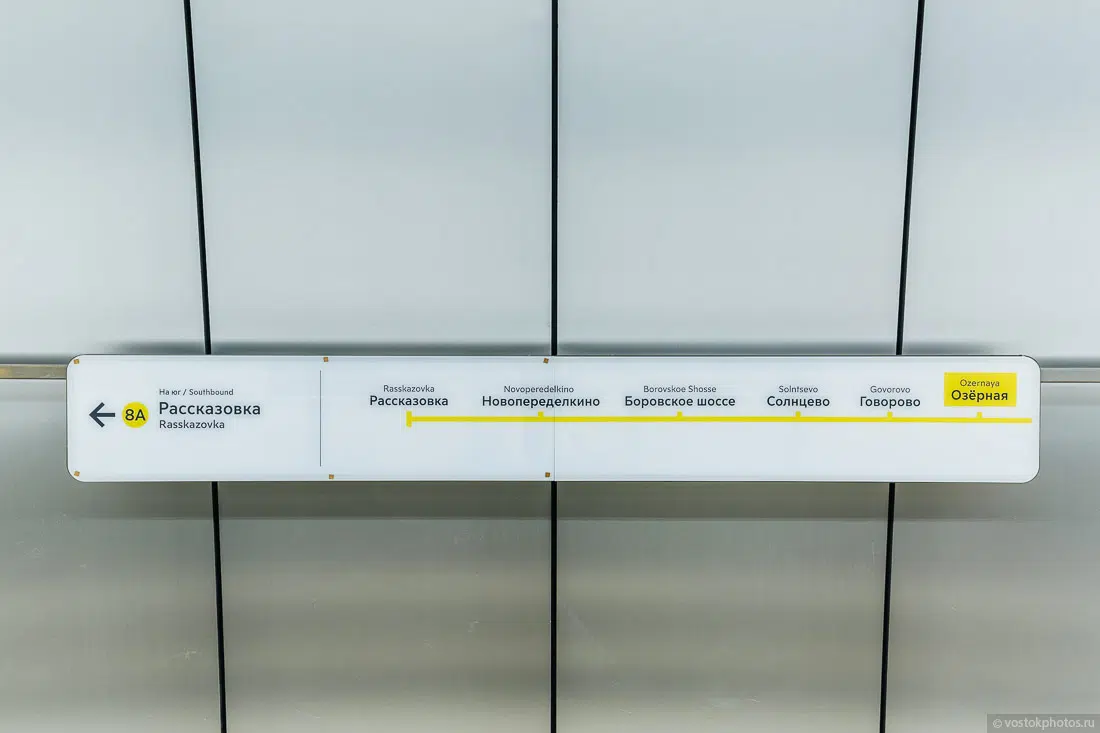 8А
На юг / Southbound
Рассказовка
Rasskazovka
Rasskazovka
Рассказовка
Novoperedelkino
Новопеределкино
Borovskoe Shosse
Боровское шоссе
Solntsevo
Солнцево
Govorovo
Говорово
Ozernaya
Озёрная
© vostokphotos.ru